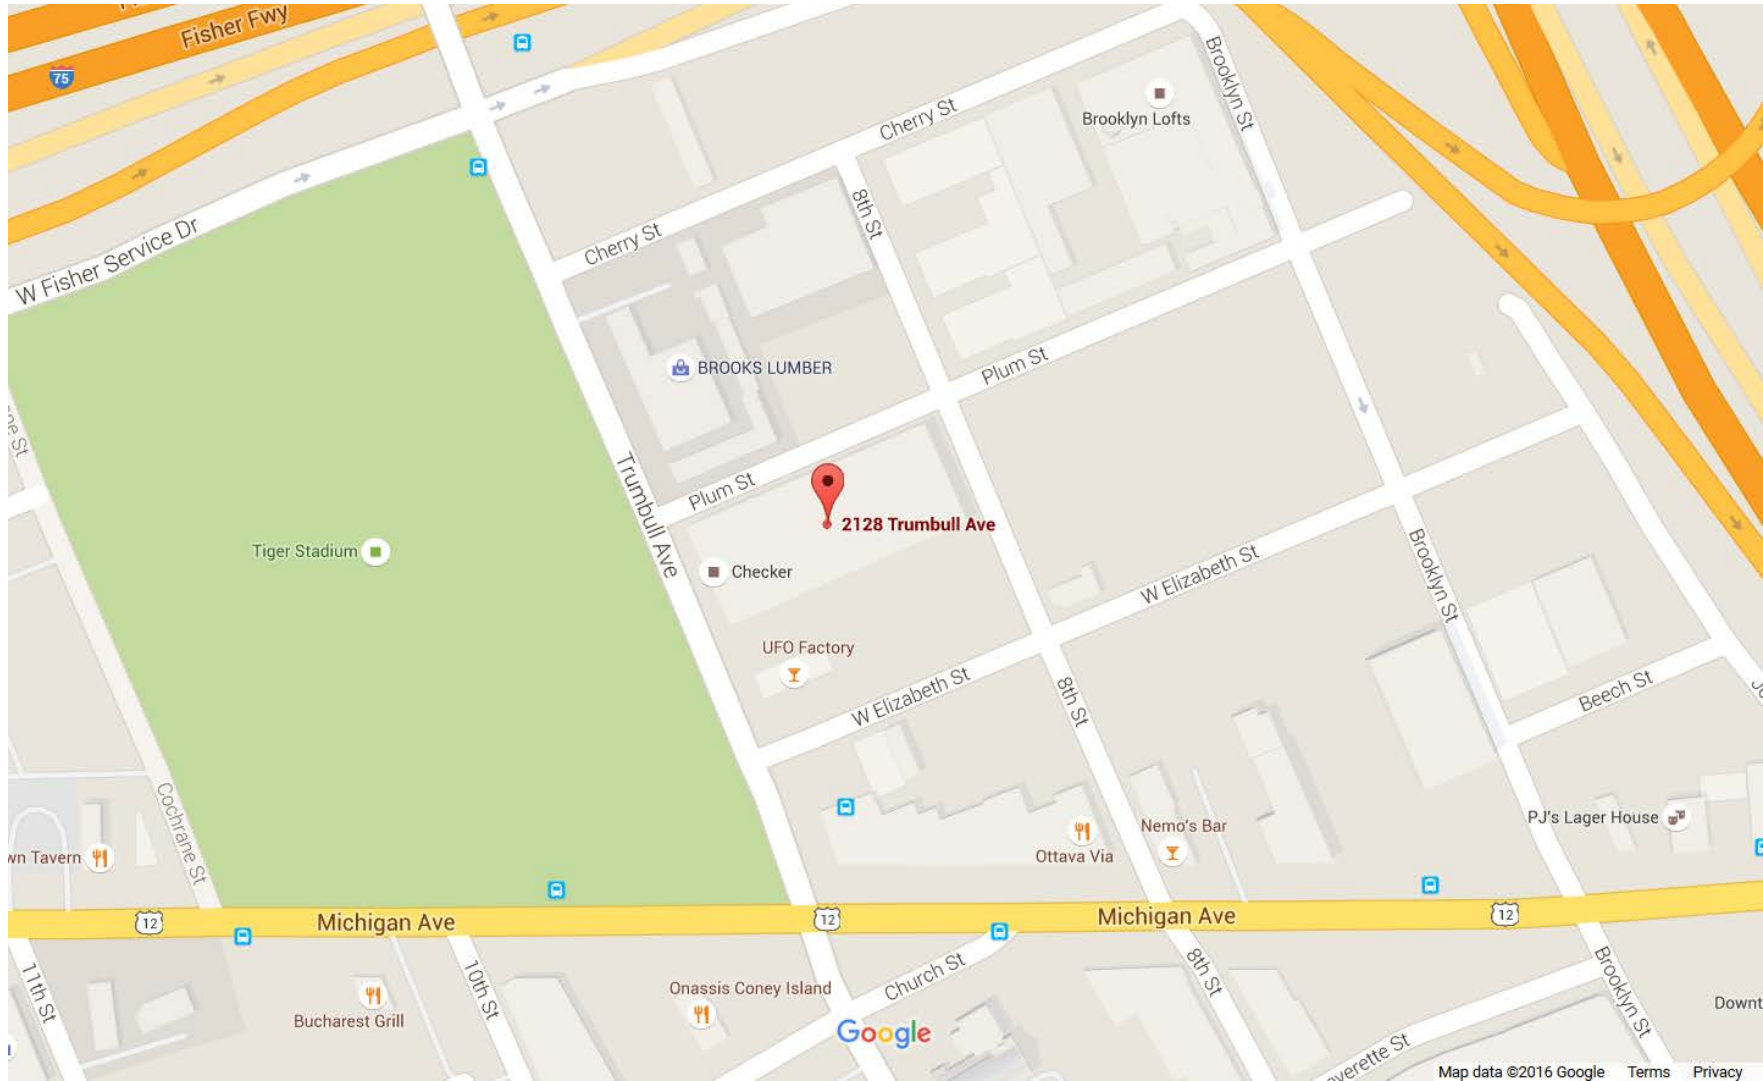 Fisher Fwy
75
Brooklyn St
Brooklyn Lofts
Cherry St
8th St
W Fisher Service Dr
Cherry St
BROOKS LUMBER
Plum St
Trumbull Ave
Plum St
2128 Trumbull Ave
Tiger Stadium
Checker
W Elizabeth St
Brooklyn St
UFO Factory
W Elizabeth St
8th St
Beech St
Cochrane St
PJ's Lager House
Nemo's Bar
wn Tavern
Ottava Via
12
Michigan Ave
12
Michigan Ave
12
11th St
10th St
Church St
8th St
Brooklyn St
Onassis Coney Island
Bucharest Grill
Downt
Google
verette St
Map data ©2016 Google Terms Privacy